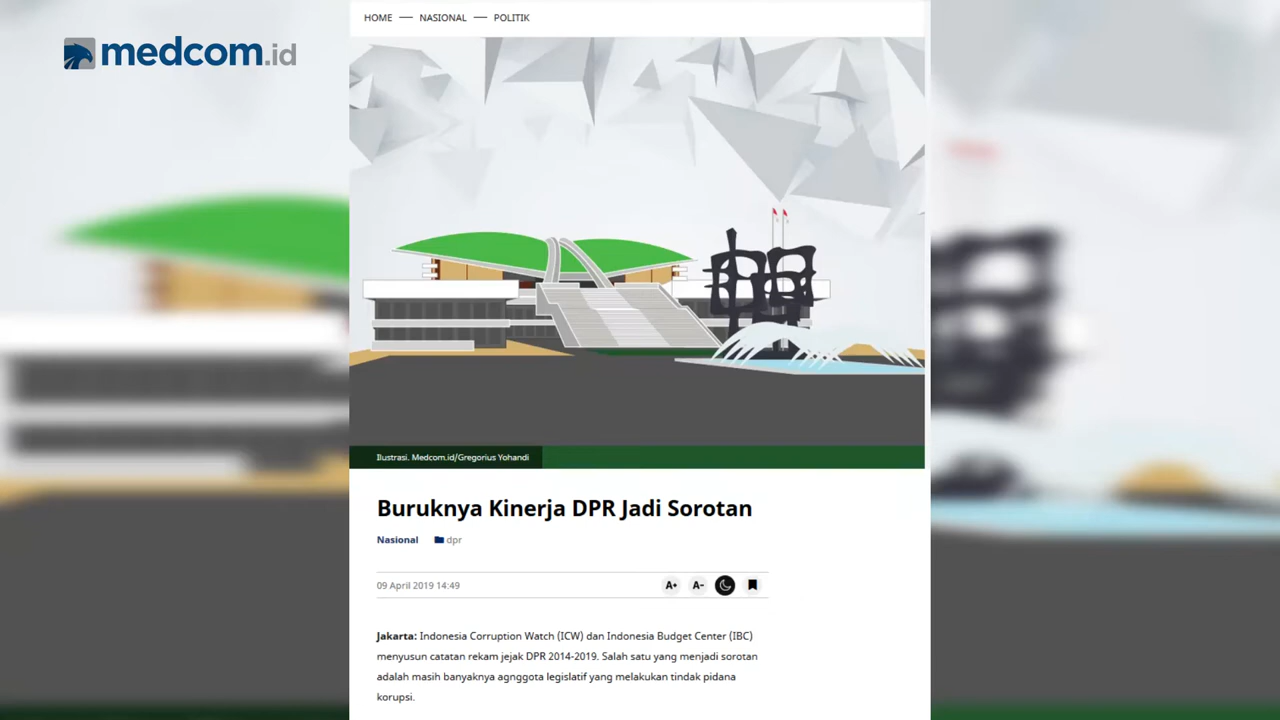 medcom.id
HOME — NASIONAL — POLITIK
Ilustrasi. Medcom.id/Gregorius Yohandi
Buruknya Kinerja DPR Jadi Sorotan
Nasional dpr
09 April 2019 14:49
A+ A-
Jakarta: Indonesia Corruption Watch (ICW) dan Indonesia Budget Center (IBC)
menyusun catatan rekam jejak DPR 2014-2019. Salah satu yang menjadi sorotan
adalah masih banyaknya agnggota legislatif yang melakukan tindak pidana
korupsi.